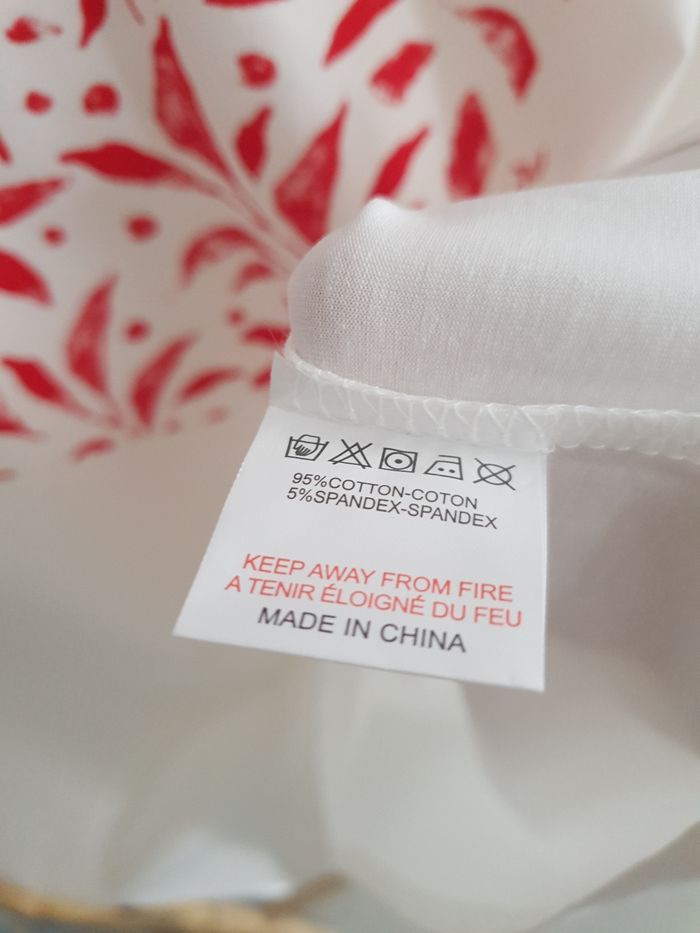 95%COTTON-COTON
5%SPANDEX-SPANDEX
KEEP AWAY FROM FIRE
A TENIR ÉLOIGNÉ DU FEU
MADE IN CHINA